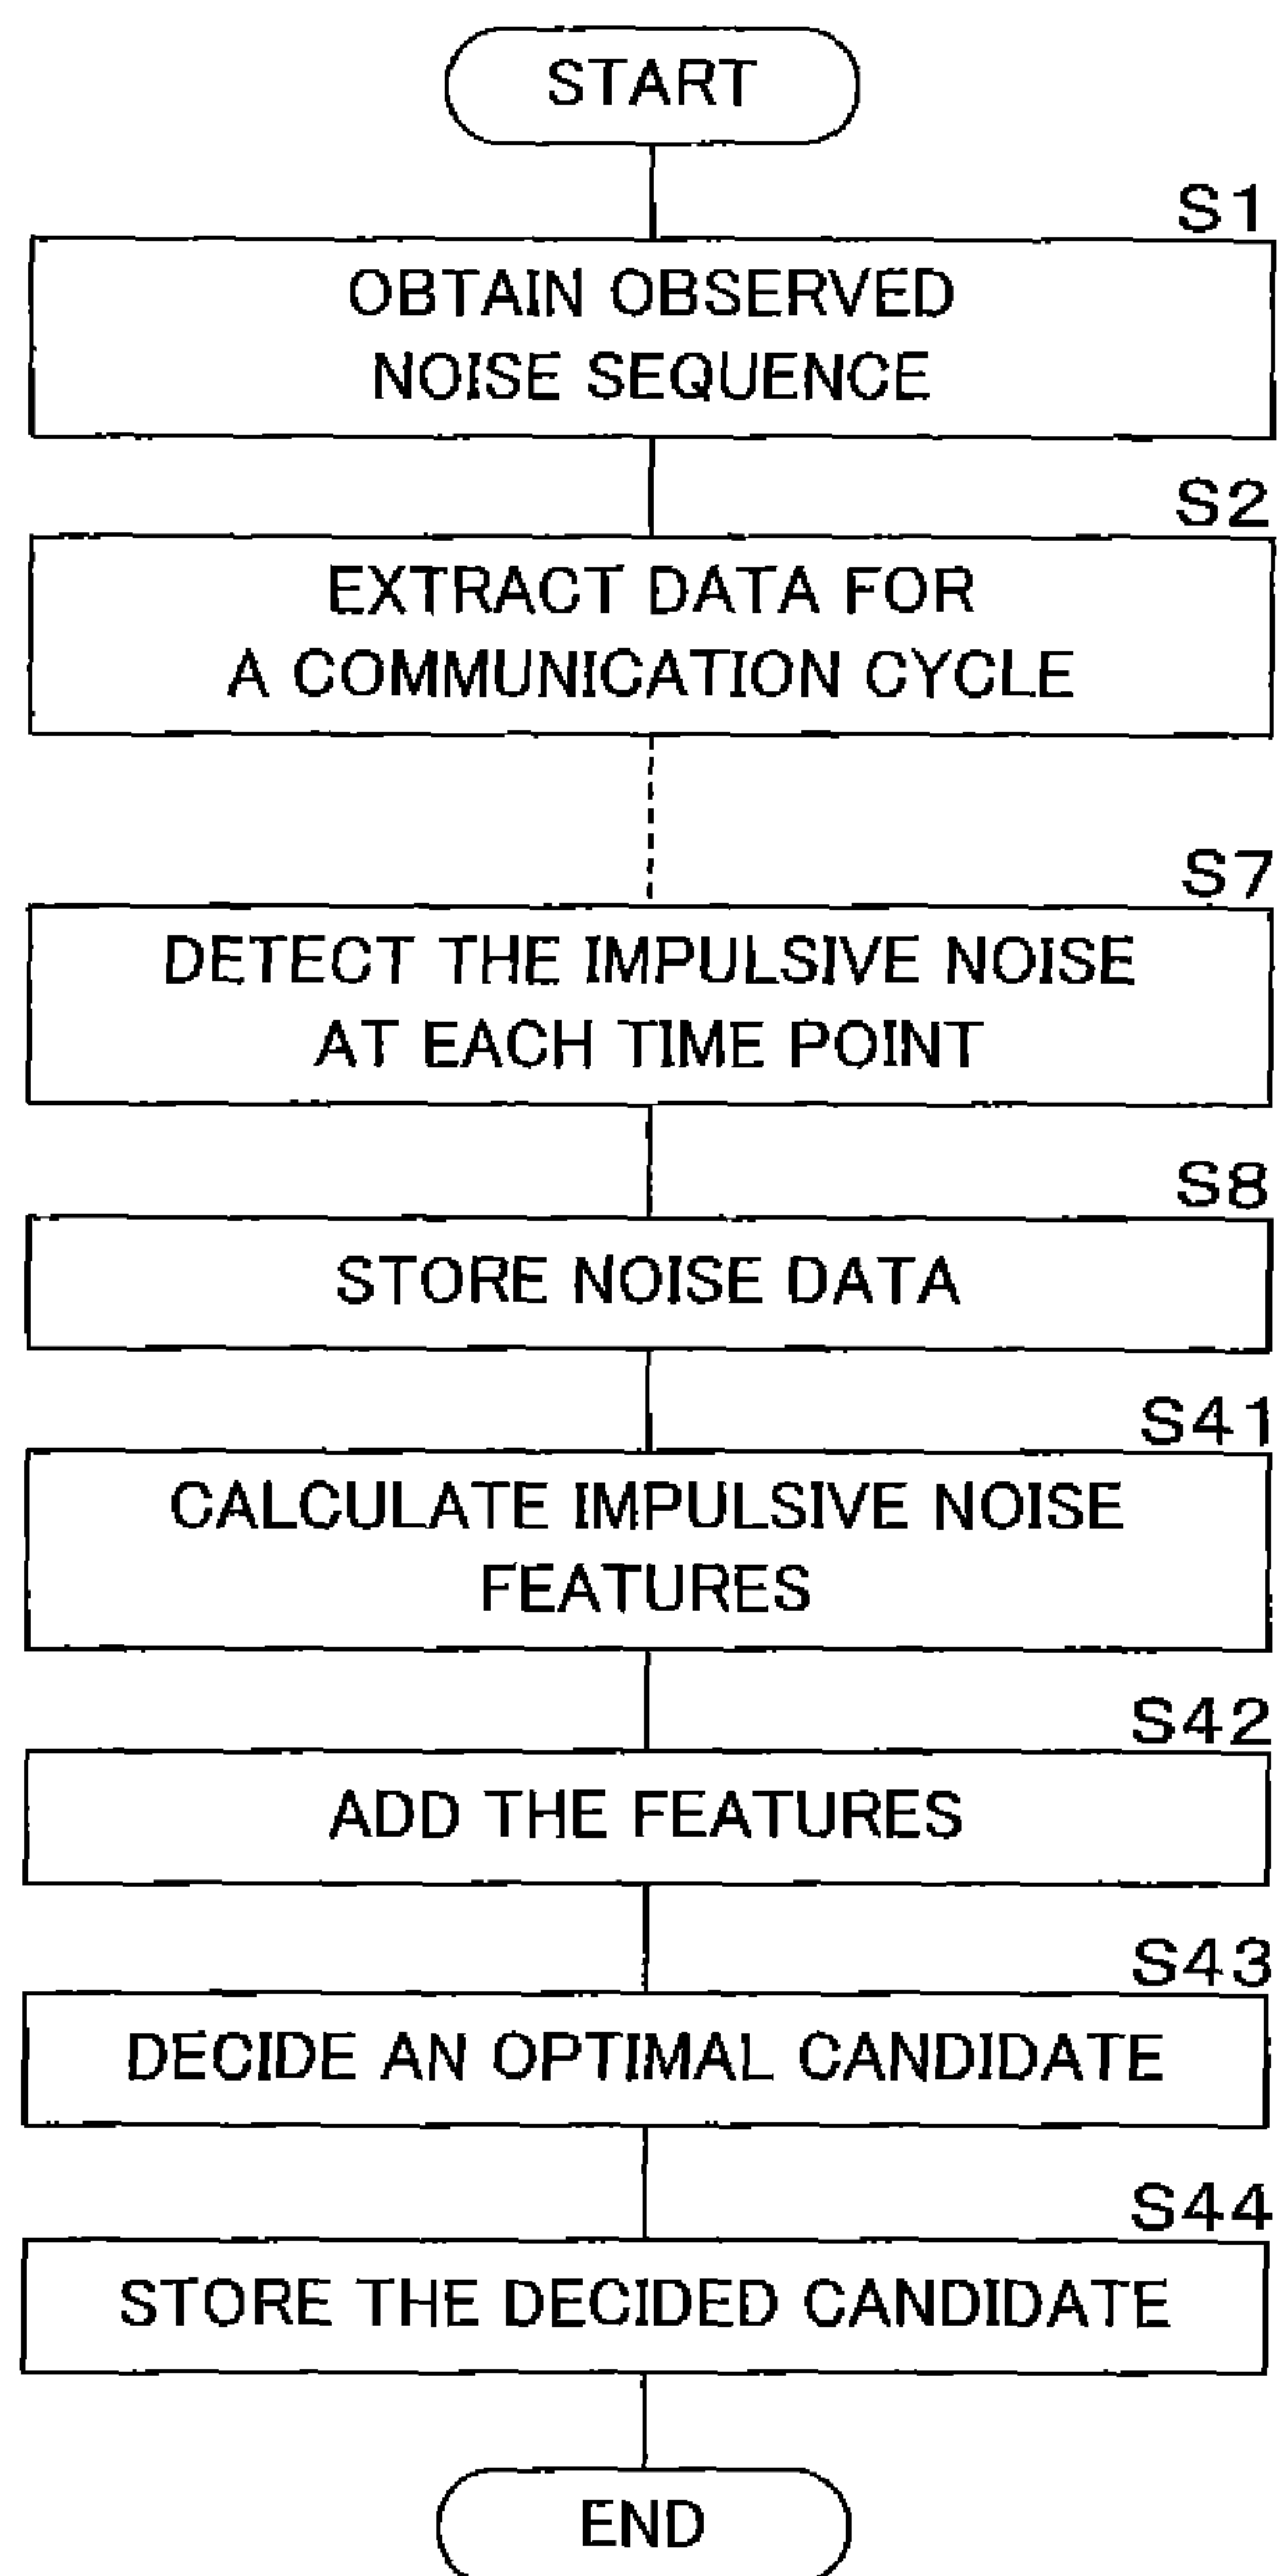 START
S1
OBTAIN OBSERVED
NOISE SEQUENCE
S2
EXTRACT DATA FOR
A COMMUNICATION CYCLE
S7
DETECT THE IMPULSIVE NOISE
AT EACH TIME POINT
S8
STORE NOISE DATA
S41
CALCULATE IMPULSIVE NOISE
FEATURES
S42
ADD THE FEATURES
S43
DECIDE AN OPTIMAL CANDIDATE
S44
STORE THE DECIDED CANDIDATE
END